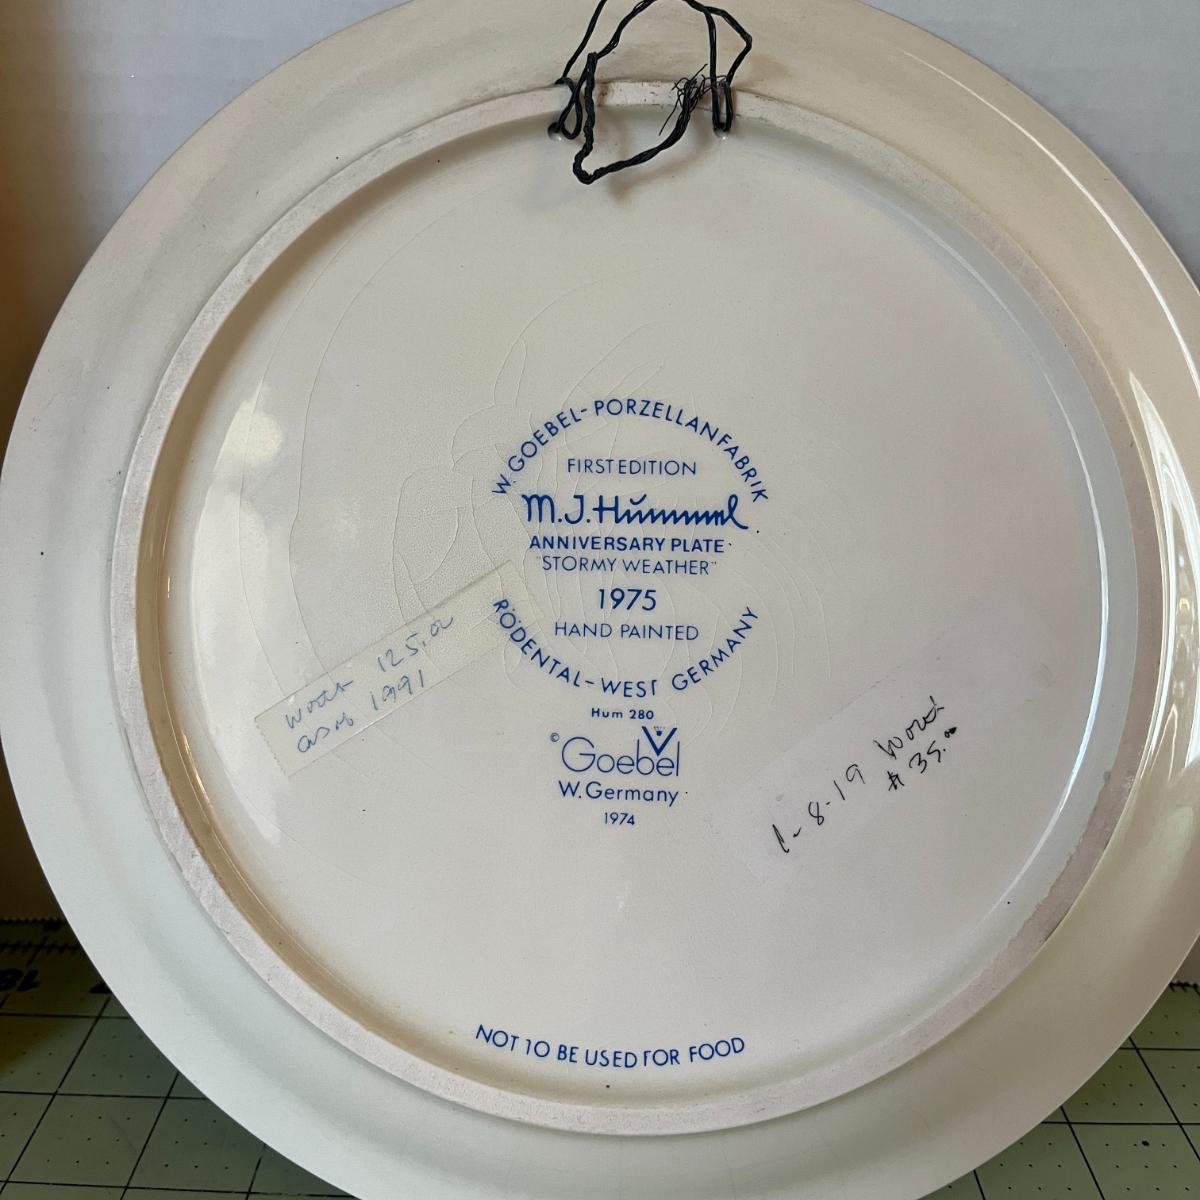 W. GOEBEL-PORZELLANFABRIK
FIRST EDITION
M.J. Hummel
ANNIVERSARY PLATE
"STORMY WEATHER"
1975
HAND PAINTED
RÖDENTAL-WEST GERMANY
Hum 280
© Goebel
W. Germany
1974
worth 125.00
as of 1991
1-8-19 Worth
$35.00
NOT TO BE USED FOR FOOD
18